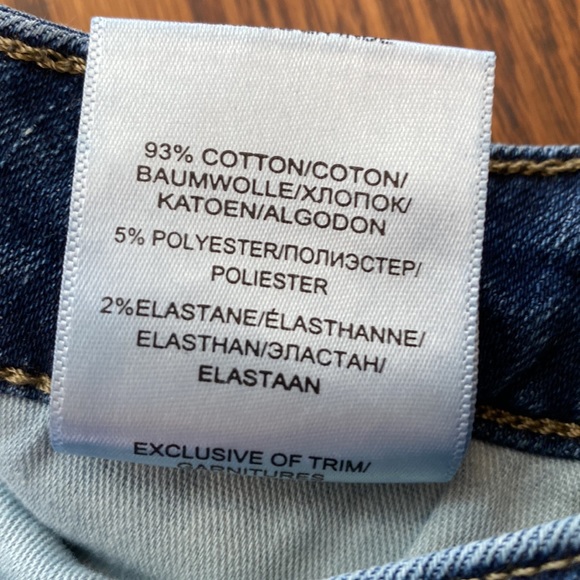 93% COTTON/COTON/
BAUMWOLLE/ХЛОПОК/
KATOEN/ALGODON
5% POLYESTER/ПОЛИЭСТЕР/
POLIESTER
2%ELASTANE/ÉLASTHANNE/
ELASTHAN/ЭЛАСТАН/
ELASTAAN
EXCLUSIVE OF TRIM/
GARNITURES